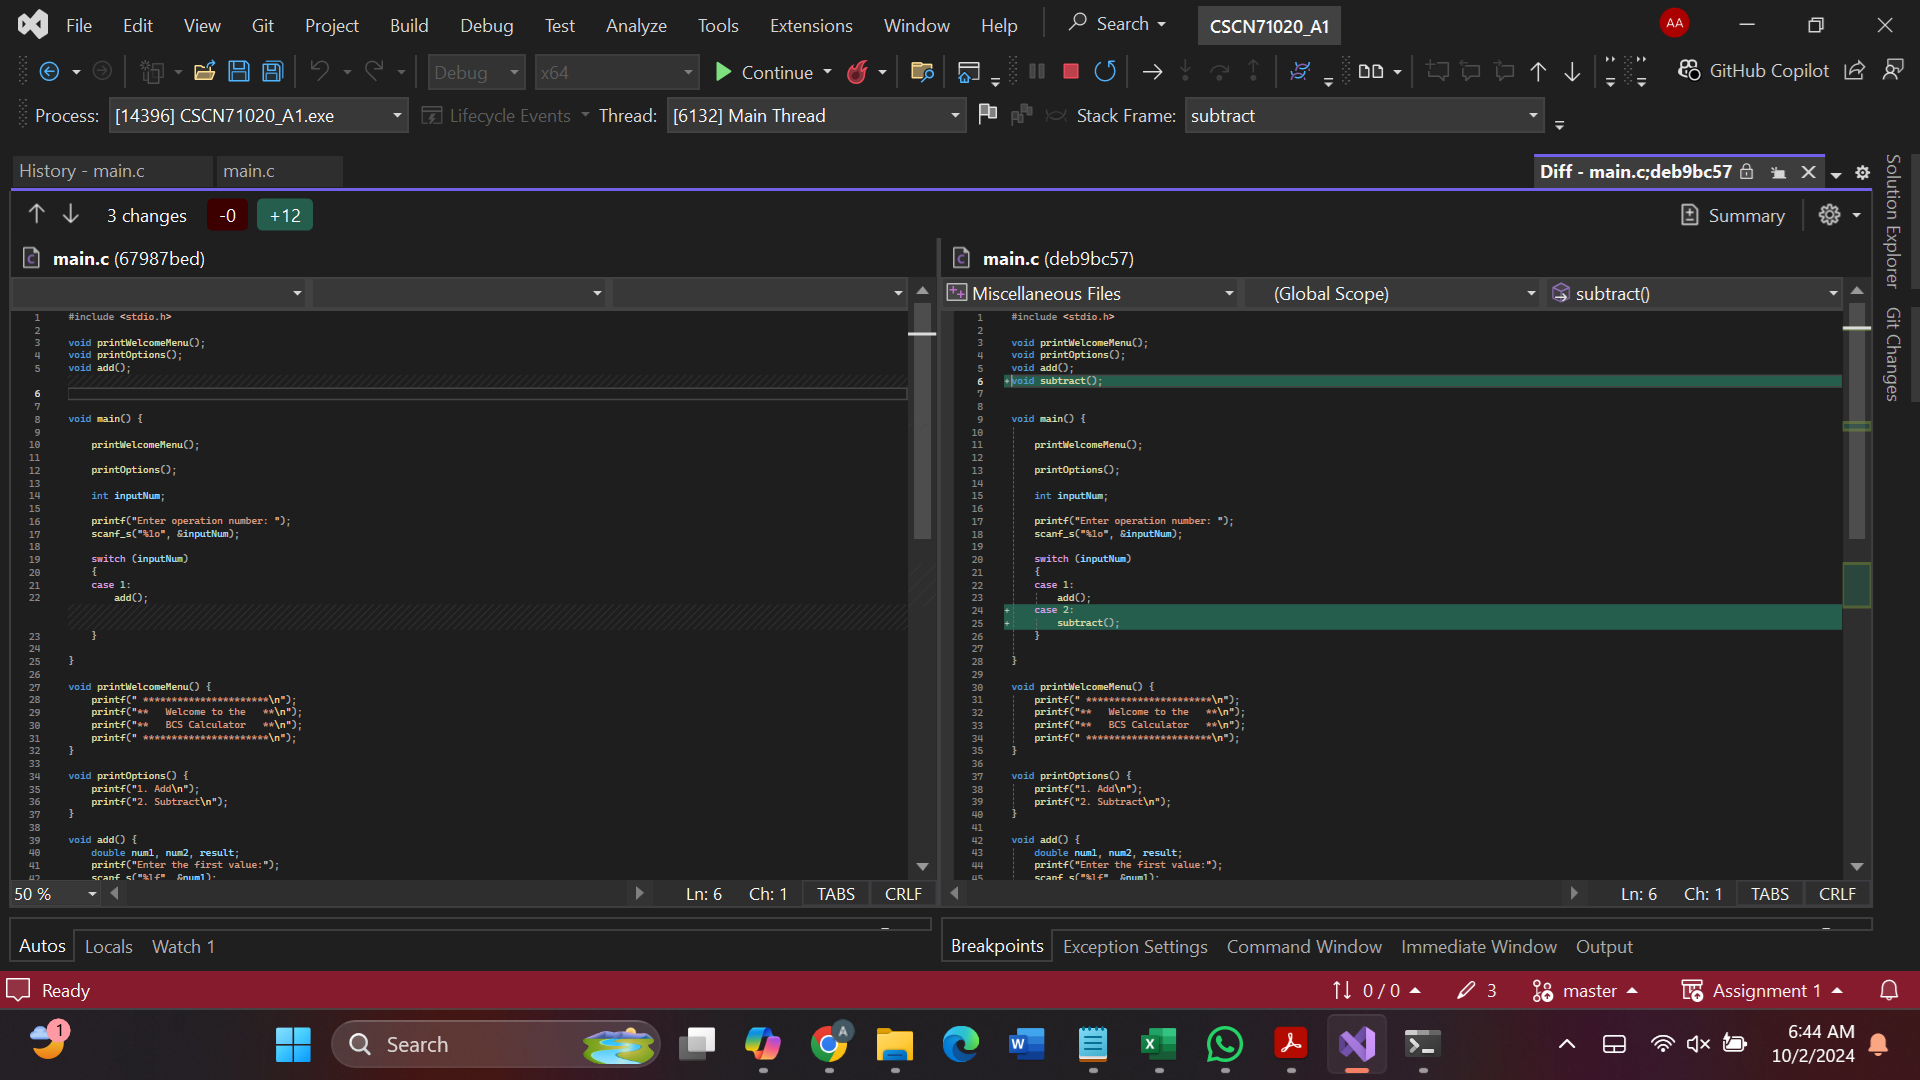 File Edit View Git Project Build Debug Test Analyze Tools Extensions Window Help Search CSCN71020_A1 AA
Debug x64 Continue GitHub Copilot
Process: [14396] CSCN71020_A1.exe Lifecycle Events Thread: [6132] Main Thread Stack Frame: subtract
History - main.c main.c Diff - main.c;deb9bc57
3 changes -0 +12 Summary
Solution Explorer
Git Changes
main.c (67987bed)
1 #include <stdio.h>
2
3 void printWelcomeMenu();
4 void printOptions();
5 void add();
6
7
8 void main() {
9
10 printWelcomeMenu();
11
12 printOptions();
13
14 int inputNum;
15
16 printf("Enter operation number: ");
17 scanf_s("%lo", &inputNum);
18
19 switch (inputNum)
20 {
21 case 1:
22 add();
23 }
24
25 }
26
27 void printWelcomeMenu() {
28 printf(" **********************\n");
29 printf("**   Welcome to the   **\n");
30 printf("**   BCS Calculator   **\n");
31 printf(" **********************\n");
32 }
33
34 void printOptions() {
35 printf("1. Add\n");
36 printf("2. Subtract\n");
37 }
38
39 void add() {
40 double num1, num2, result;
41 printf("Enter the first value:");
42 scanf_s("%lf", &num1);
50 % Ln: 6 Ch: 1 TABS CRLF
main.c (deb9bc57)
Miscellaneous Files (Global Scope) subtract()
1 #include <stdio.h>
2
3 void printWelcomeMenu();
4 void printOptions();
5 void add();
6 +void subtract();
7
8
9 void main() {
10
11 printWelcomeMenu();
12
13 printOptions();
14
15 int inputNum;
16
17 printf("Enter operation number: ");
18 scanf_s("%lo", &inputNum);
19
20 switch (inputNum)
21 {
22 case 1:
23 add();
24 + case 2:
25 + subtract();
26 }
27
28 }
29
30 void printWelcomeMenu() {
31 printf(" **********************\n");
32 printf("**   Welcome to the   **\n");
33 printf("**   BCS Calculator   **\n");
34 printf(" **********************\n");
35 }
36
37 void printOptions() {
38 printf("1. Add\n");
39 printf("2. Subtract\n");
40 }
41
42 void add() {
43 double num1, num2, result;
44 printf("Enter the first value:");
45 scanf_s("%lf", &num1);
Ln: 6 Ch: 1 TABS CRLF
Autos Locals Watch 1 Breakpoints Exception Settings Command Window Immediate Window Output
Ready 0 / 0 3 master Assignment 1
1 Search A 6:44 AM
10/2/2024